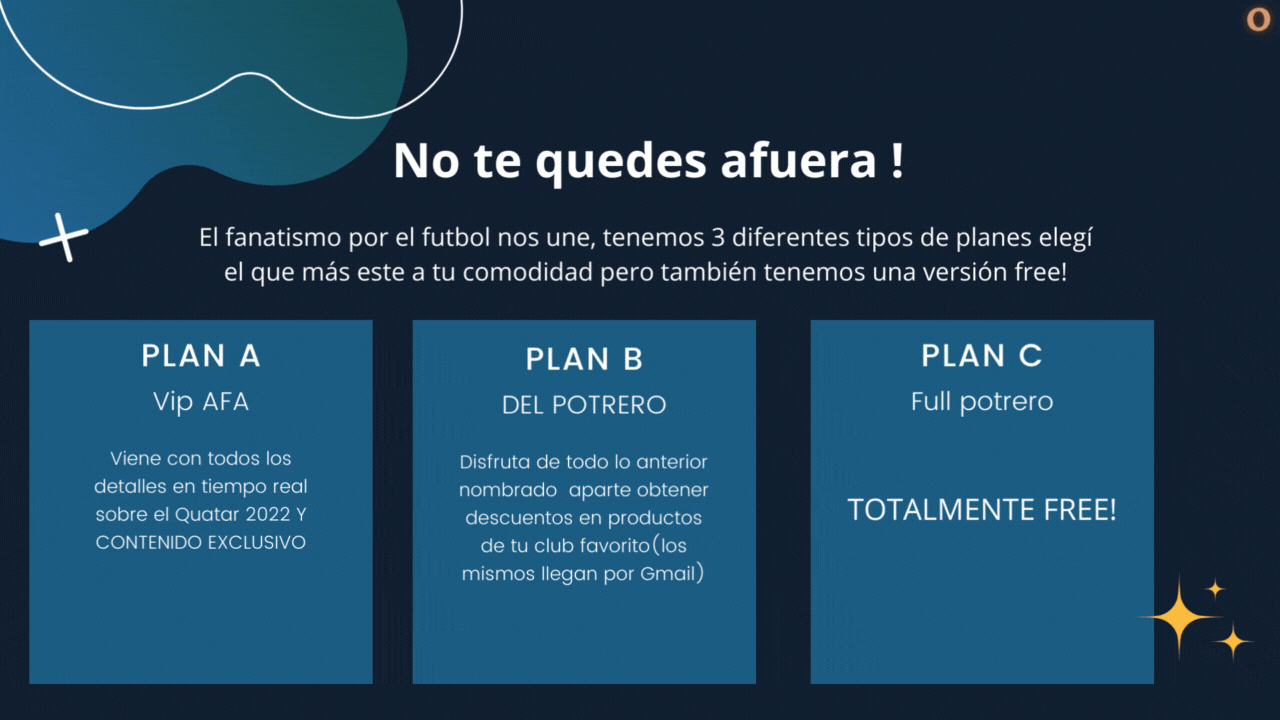 O
No te quedes afuera !
El fanatismo por el futbol nos une, tenemos 3 diferentes tipos de planes elegí
el que más este a tu comodidad pero también tenemos una versión free!
PLAN A
Vip AFA
Viene con todos los
detalles en tiempo real
sobre el Quatar 2022 Y
CONTENIDO EXCLUSIVO
PLAN B
DEL POTRERO
Disfruta de todo lo anterior
nombrado  aparte obtener
descuentos en productos
de tu club favorito(los
mismos llegan por Gmail)
PLAN C
Full potrero
TOTALMENTE FREE!